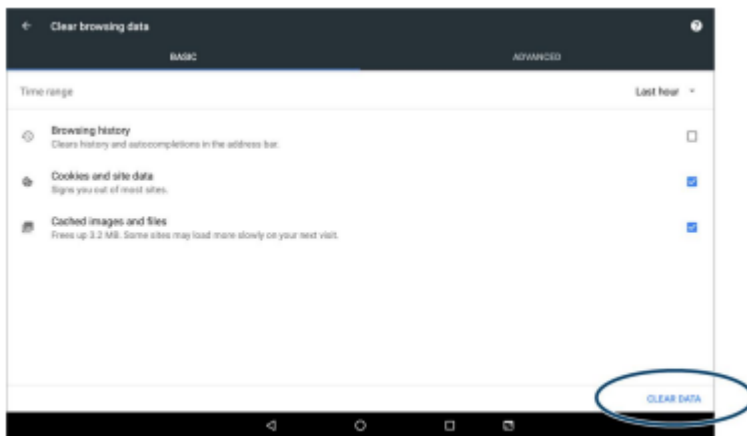 Clear browsing data
BASIC
ADVANCED
Time range
Last hour
Browsing history
Clears history and autocompletions in the address bar.
Cookies and site data
Signs you out of most sites.
Cached images and files
Frees up 3.2 MB. Some sites may load more slowly on your next visit.
CLEAR DATA